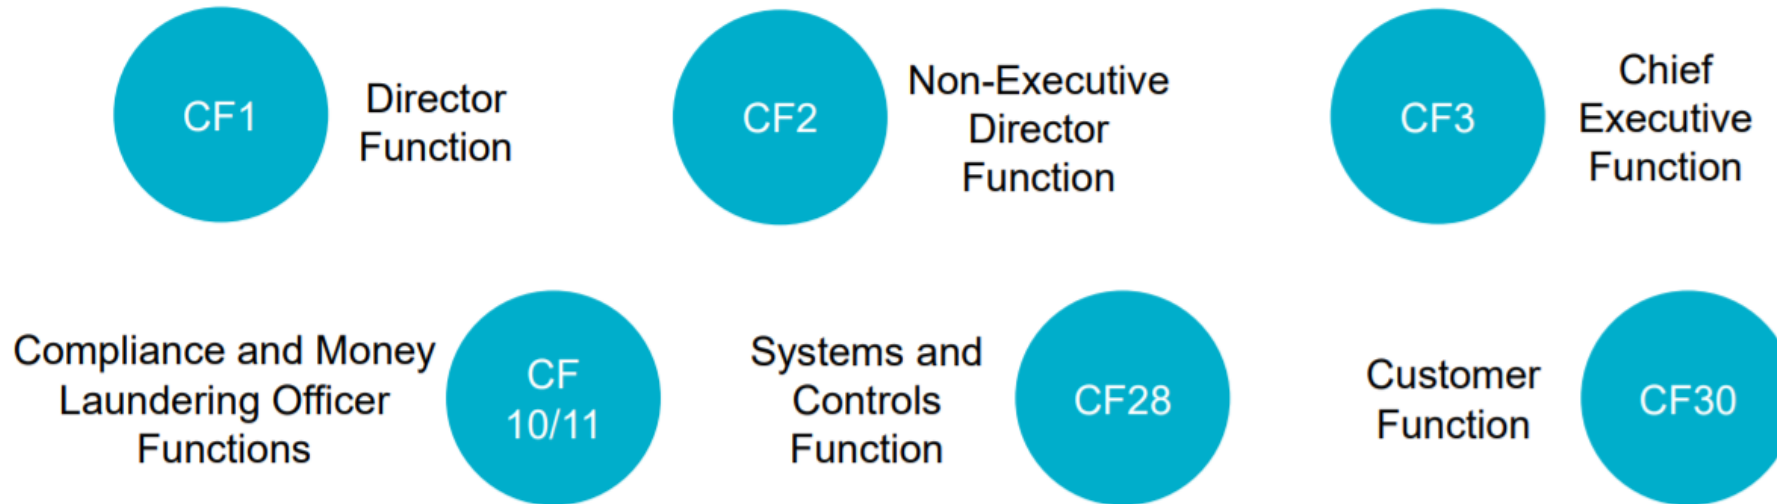 CF1
Director
Function
CF2
Non-Executive
Director
Function
CF3
Chief
Executive
Function
Compliance and Money
Laundering Officer
Functions
CF
10/11
Systems and
Controls
Function
CF28
Customer
Function
CF30